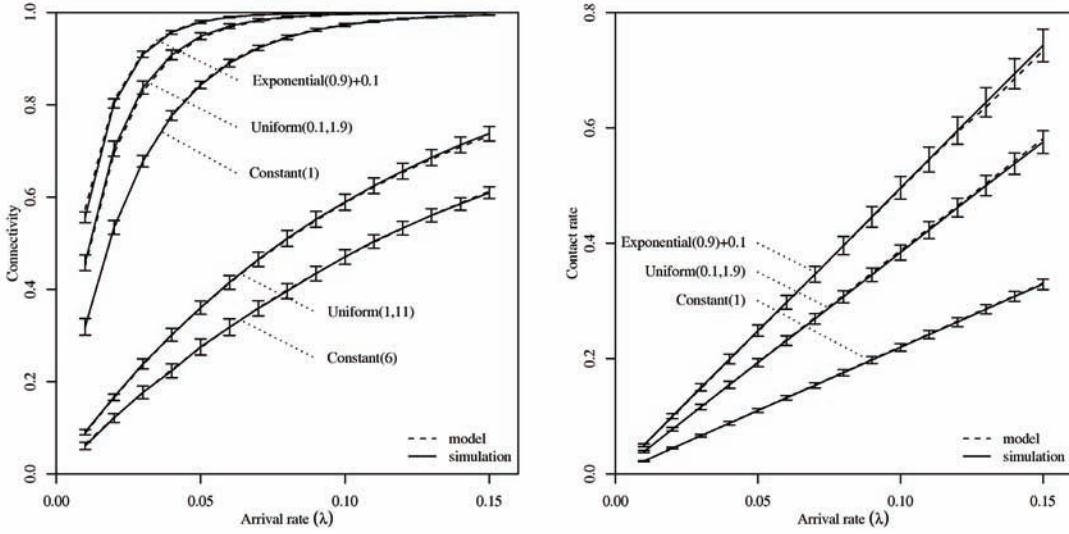 1.0
0.8
0.6
0.4
0.2
0.0
Connectivity
Exponential(0.9)+0.1
Uniform(0.1,1.9)
Constant(1)
Uniform(1,11)
Constant(6)
model
simulation
0.00
0.05
0.10
0.15
Arrival rate (λ)
0.8
0.6
0.4
0.2
0.0
Contact rate
Exponential(0.9)+0.1
Uniform(0.1,1.9)
Constant(1)
model
simulation
0.00
0.05
0.10
0.15
Arrival rate (λ)